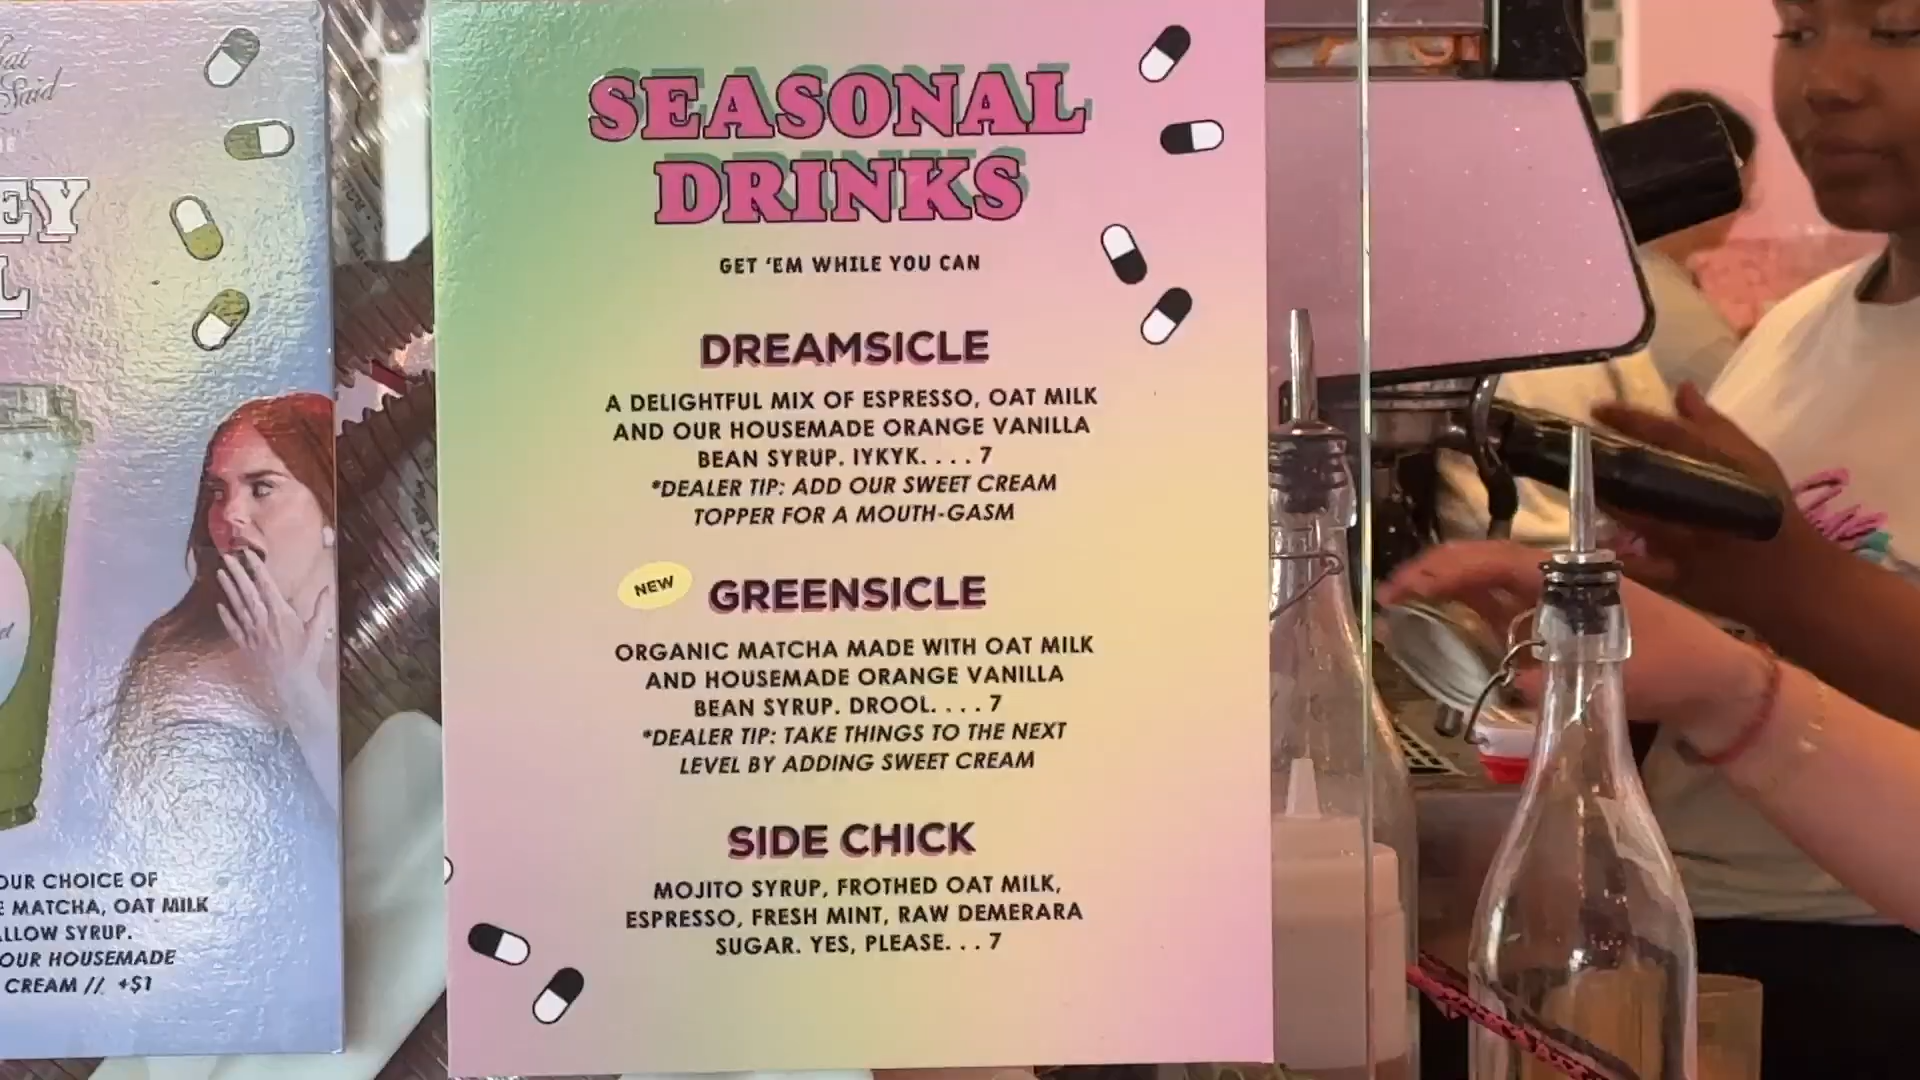 Said
EY
L
OUR CHOICE OF
E MATCHA, OAT MILK
LLOW SYRUP.
OUR HOUSEMADE
CREAM // +$1
SEASONAL
DRINKS
GET 'EM WHILE YOU CAN
DREAMSICLE
A DELIGHTFUL MIX OF ESPRESSO, OAT MILK
AND OUR HOUSEMADE ORANGE VANILLA
BEAN SYRUP. IYKYK. . . . 7
*DEALER TIP: ADD OUR SWEET CREAM
TOPPER FOR A MOUTH-GASM
NEW
GREENSICLE
ORGANIC MATCHA MADE WITH OAT MILK
AND HOUSEMADE ORANGE VANILLA
BEAN SYRUP. DROOL. . . . 7
*DEALER TIP: TAKE THINGS TO THE NEXT
LEVEL BY ADDING SWEET CREAM
SIDE CHICK
MOJITO SYRUP, FROTHED OAT MILK,
ESPRESSO, FRESH MINT, RAW DEMERARA
SUGAR. YES, PLEASE. . . 7